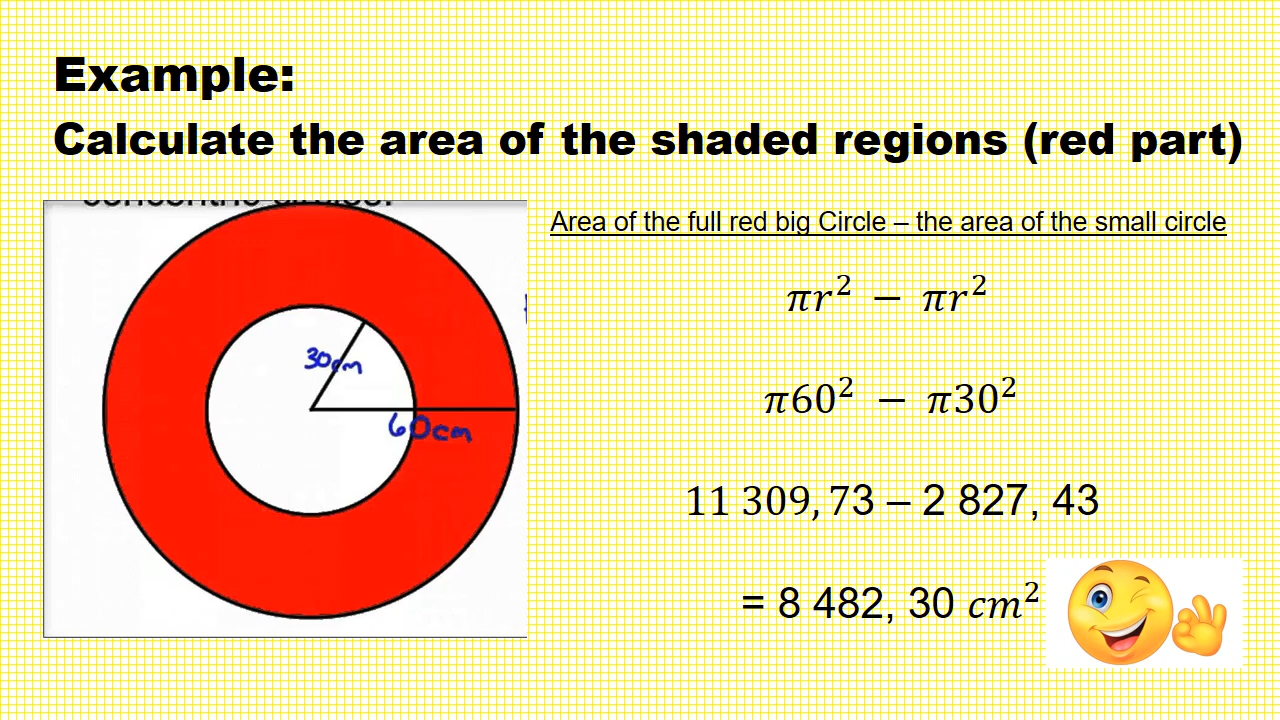 Example:
Calculate the area of the shaded regions (red part)
Area of the full red big Circle – the area of the small circle
πr² − πr²
30cm
π60² − π30²
60cm
11 309,73 – 2 827, 43
= 8 482, 30 cm²